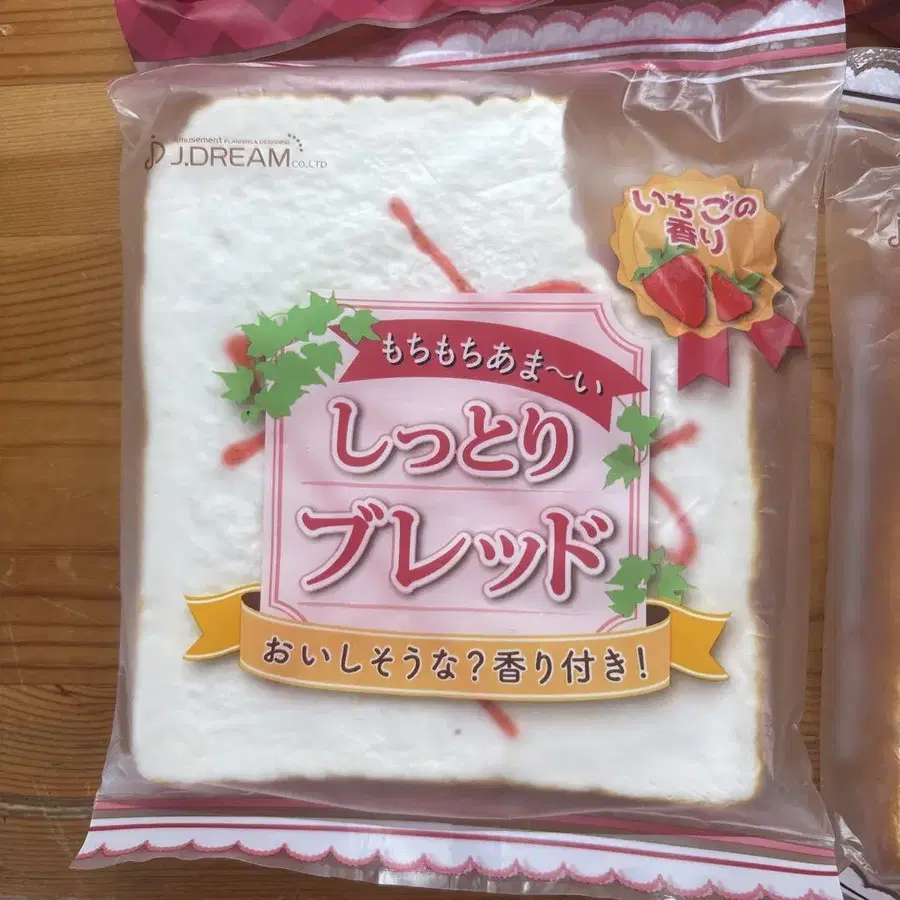 Amusement PLANNING & DESIGNING
J.DREAM CO.,LTD
いちごの
香り
もちもちあま〜い
しっとり
ブレッド
おいしそうな?香り付き!